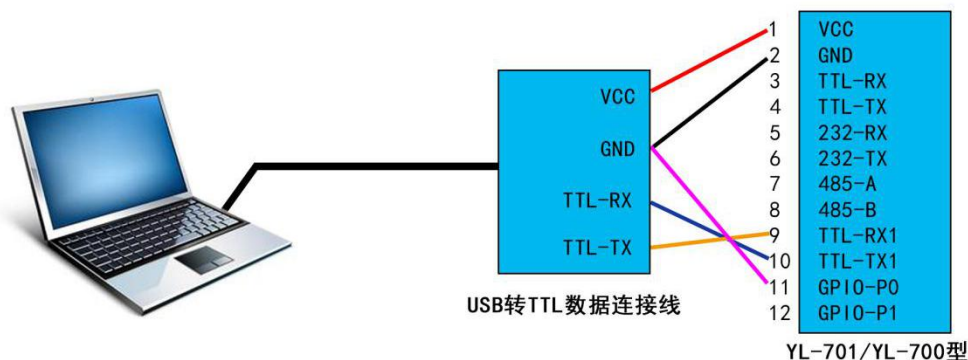 VCC
GND
TTL-RX
TTL-TX
USB转TTL数据连接线
1 VCC
2 GND
3 TTL-RX
4 TTL-TX
5 232-RX
6 232-TX
7 485-A
8 485-B
9 TTL-RX1
10 TTL-TX1
11 GPIO-P0
12 GPIO-P1
YL-701/YL-700型